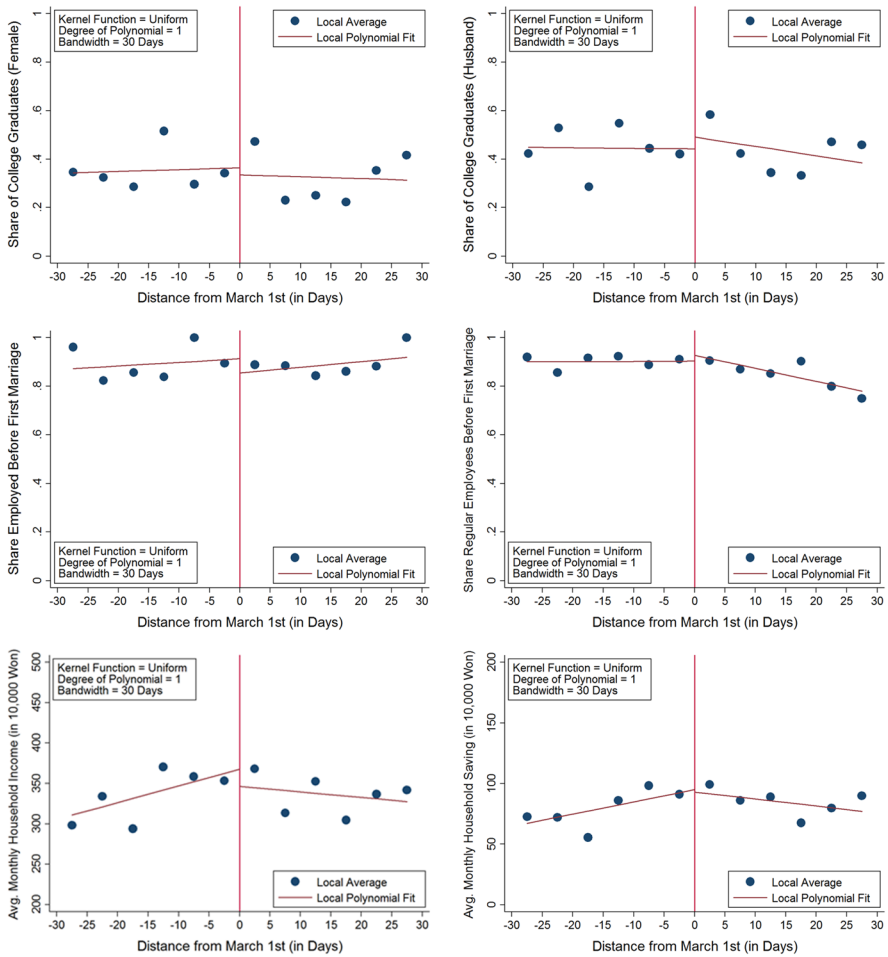 Share of College Graduates (Female)
1
.8
.6
.4
.2
0
Kernel Function = Uniform
Degree of Polynomial = 1
Bandwidth = 30 Days
Local Average
Local Polynomial Fit
-30 -25 -20 -15 -10 -5 0 5 10 15 20 25 30
Distance from March 1st (in Days)
Share of College Graduates (Husband)
1
.8
.6
.4
.2
0
Kernel Function = Uniform
Degree of Polynomial = 1
Bandwidth = 30 Days
Local Average
Local Polynomial Fit
-30 -25 -20 -15 -10 -5 0 5 10 15 20 25 30
Distance from March 1st (in Days)
Share Employed Before First Marriage
1
.8
.6
.4
.2
0
Kernel Function = Uniform
Degree of Polynomial = 1
Bandwidth = 30 Days
Local Average
Local Polynomial Fit
-30 -25 -20 -15 -10 -5 0 5 10 15 20 25 30
Distance from March 1st (in Days)
Share Regular Employees Before First Marriage
1
.8
.6
.4
.2
0
Kernel Function = Uniform
Degree of Polynomial = 1
Bandwidth = 30 Days
Local Average
Local Polynomial Fit
-30 -25 -20 -15 -10 -5 0 5 10 15 20 25 30
Distance from March 1st (in Days)
Avg. Monthly Household Income (in 10,000 Won)
500
450
400
350
300
250
200
Kernel Function = Uniform
Degree of Polynomial = 1
Bandwidth = 30 Days
Local Average
Local Polynomial Fit
-30 -25 -20 -15 -10 -5 0 5 10 15 20 25 30
Distance from March 1st (in Days)
Avg. Monthly Household Saving (in 10,000 Won)
200
150
100
50
0
Kernel Function = Uniform
Degree of Polynomial = 1
Bandwidth = 30 Days
Local Average
Local Polynomial Fit
-30 -25 -20 -15 -10 -5 0 5 10 15 20 25 30
Distance from March 1st (in Days)